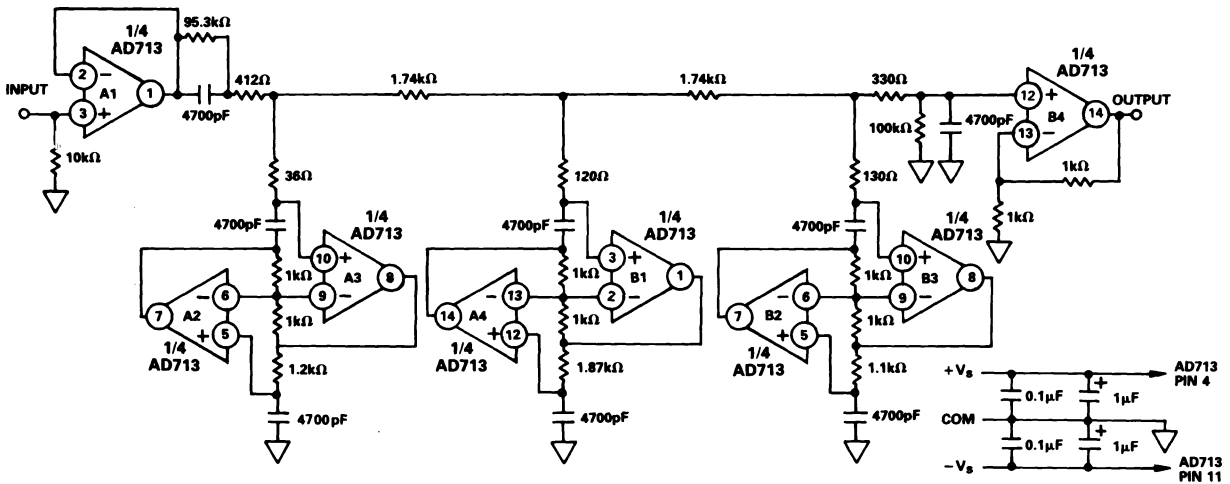 95.3kΩ
1/4
AD713
2
−
A1
1
3
+
INPUT
10kΩ
4700pF
412Ω
1.74kΩ
1.74kΩ
330Ω
100kΩ
4700pF
1/4
AD713
12
+
B4
14
13
−
OUTPUT
1kΩ
1kΩ
36Ω
4700pF
1/4
AD713
10
+
A3
8
9
−
1kΩ
1kΩ
7
A2
−
6
+
5
1/4
AD713
1.2kΩ
4700pF
120Ω
4700pF
1/4
AD713
3
+
B1
1
2
−
1kΩ
1kΩ
14
A4
−
13
+
12
1/4
AD713
1.87kΩ
4700pF
130Ω
4700pF
1/4
AD713
10
+
B3
8
9
−
1kΩ
1kΩ
7
B2
−
6
+
5
1/4
AD713
1.1kΩ
4700pF
+Vs
0.1μF
+
1μF
AD713
PIN 4
COM
0.1μF
+
1μF
−Vs
AD713
PIN 11